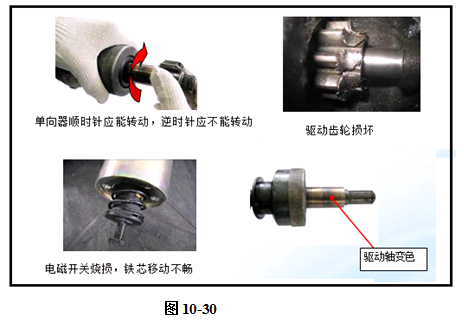 单向器顺时针应能转动，逆时针应不能转动
驱动齿轮损坏
电磁开关烧损，铁芯移动不畅
驱动轴变色
图 10-30